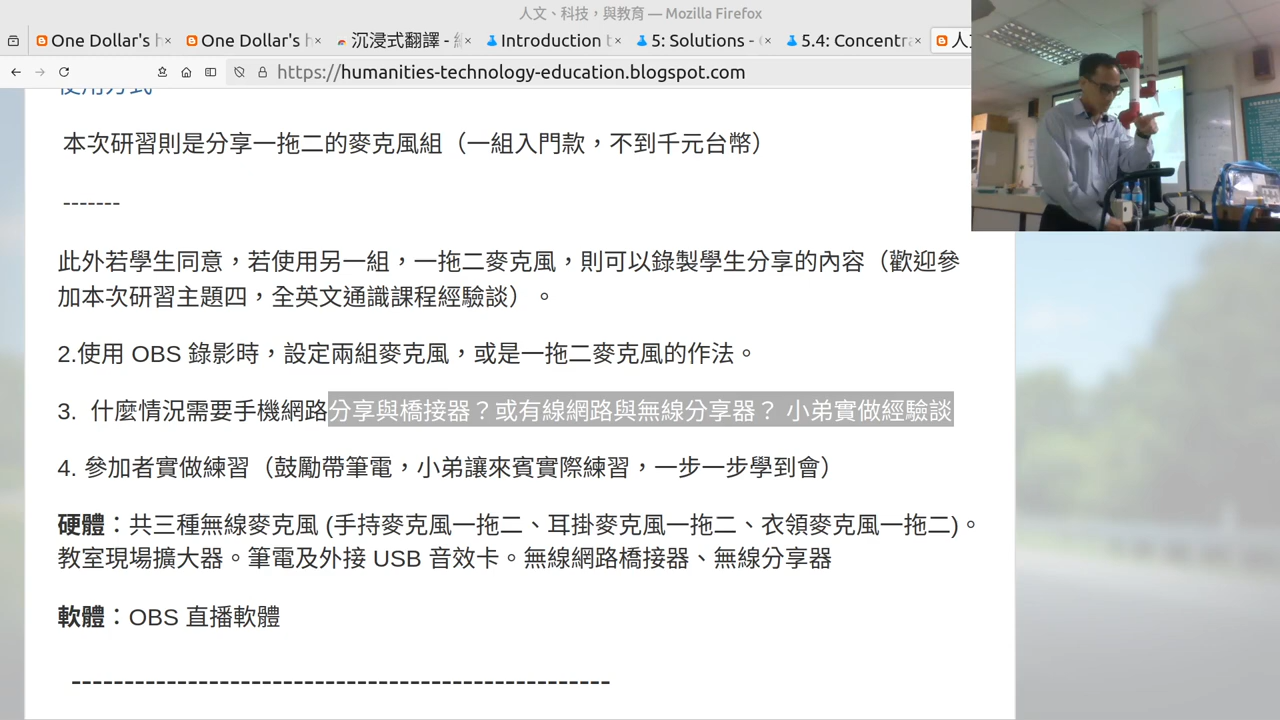 人文、科技，與教育 — Mozilla Firefox
One Dollar's h
One Dollar's h
沉浸式翻譯 -
Introduction t
5: Solutions -
5.4: Concentra
人
https://humanities-technology-education.blogspot.com
使用方式
本次研習則是分享一拖二的麥克風組（一組入門款，不到千元台幣）
-------
此外若學生同意，若使用另一組，一拖二麥克風，則可以錄製學生分享的內容（歡迎參
加本次研習主題四，全英文通識課程經驗談）。
2.使用 OBS 錄影時，設定兩組麥克風，或是一拖二麥克風的作法。
3. 什麼情況需要手機網路分享與橋接器？或有線網路與無線分享器？ 小弟實做經驗談
4. 參加者實做練習（鼓勵帶筆電，小弟讓來賓實際練習，一步一步學到會）
硬體：共三種無線麥克風 (手持麥克風一拖二、耳掛麥克風一拖二、衣領麥克風一拖二)。
教室現場擴大器。筆電及外接 USB 音效卡。無線網路橋接器、無線分享器
軟體：OBS 直播軟體
---------------------------------------------------